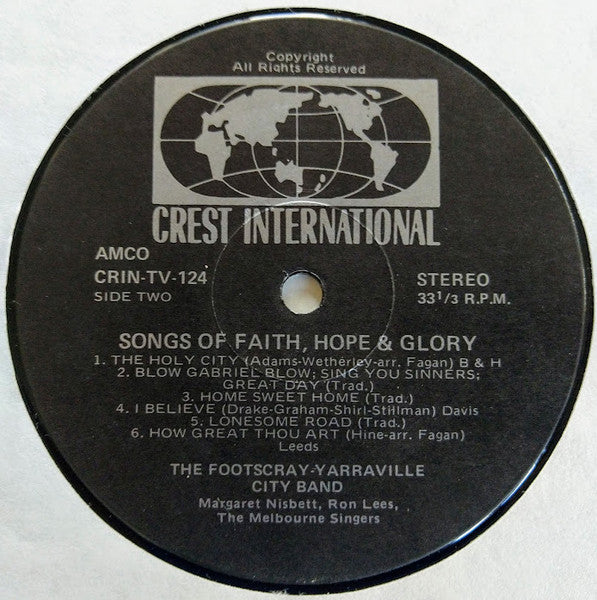 Copyright
All Rights Reserved
CREST INTERNATIONAL
AMCO
CRIN-TV-124
SIDE TWO
STEREO
33 1/3 R.P.M.
SONGS OF FAITH, HOPE & GLORY
1. THE HOLY CITY (Adams-Wetherley-arr. Fagan) B & H
2. BLOW GABRIEL BLOW; SING YOU SINNERS;
GREAT DAY (Trad.)
3. HOME SWEET HOME (Trad.)
4. I BELIEVE (Drake-Graham-Shirl-Stillman) Davis
5. LONESOME ROAD (Trad.)
6. HOW GREAT THOU ART (Hine-arr. Fagan)
Leeds
THE FOOTSCRAY-YARRAVILLE
CITY BAND
Margaret Nisbett, Ron Lees,
The Melbourne Singers